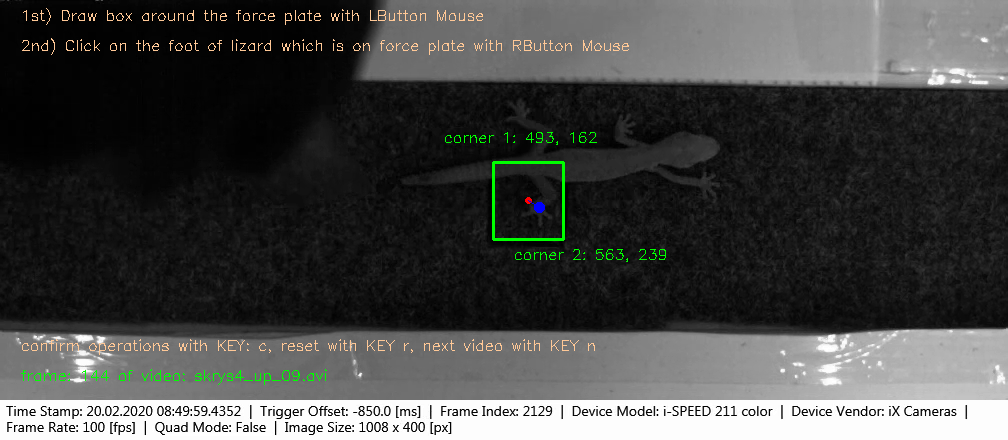 1st) Draw box around the force plate with LButton Mouse
2nd) Click on the foot of lizard which is on force plate with RButton Mouse
corner 1: 493, 162
corner 2: 563, 239
confirm operations with KEY: c, reset with KEY r, next video with KEY n
frame: 114 of video: skrys4_up_09.avi
Time Stamp: 20.02.2020 08:49:59.4352 | Trigger Offset: -850.0 [ms] | Frame Index: 2129 | Device Model: i-SPEED 211 color | Device Vendor: iX Cameras |
Frame Rate: 100 [fps] | Quad Mode: False | Image Size: 1008 x 400 [px]